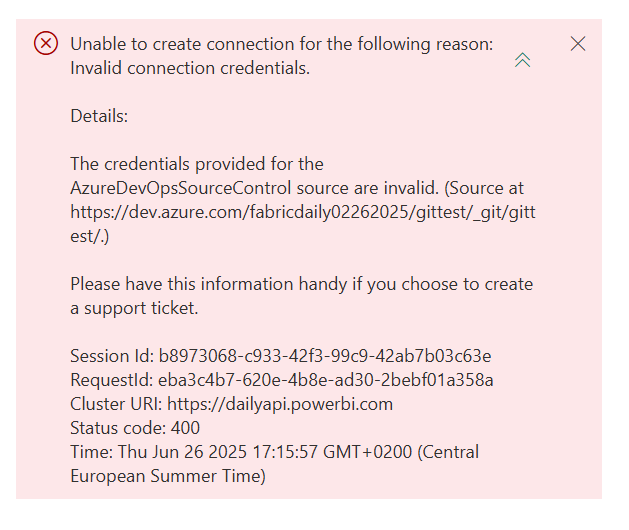 Unable to create connection for the following reason:
Invalid connection credentials.
Details:
The credentials provided for the
AzureDevOpsSourceControl source are invalid. (Source at
https://dev.azure.com/fabricdaily02262025/gittest/_git/gitt
est/.)
Please have this information handy if you choose to create
a support ticket.
Session Id: b8973068-c933-42f3-99c9-42ab7b03c63e
RequestId: eba3c4b7-620e-4b8e-ad30-2bebf01a358a
Cluster URI: https://dailyapi.powerbi.com
Status code: 400
Time: Thu Jun 26 2025 17:15:57 GMT+0200 (Central
European Summer Time)